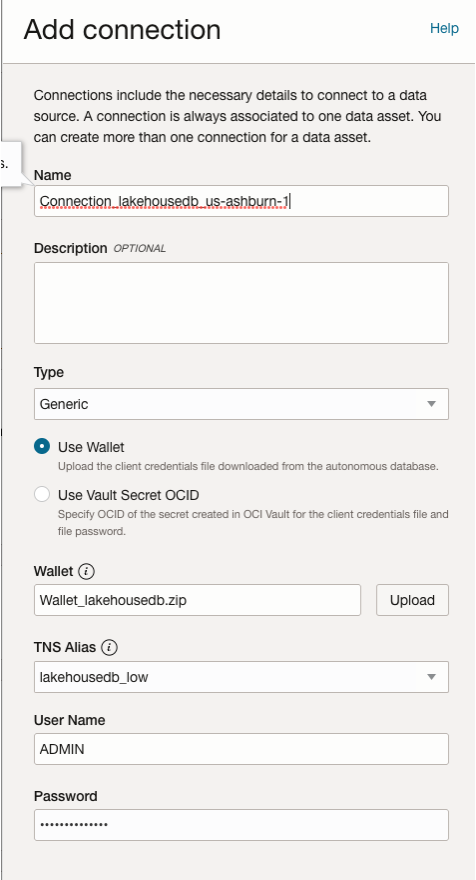 Add connection
Help
Connections include the necessary details to connect to a data
source. A connection is always associated to one data asset. You
can create more than one connection for a data asset.
s.
Name
Connection_lakehousedb_us-ashburn-1
Description OPTIONAL
Type
Generic
Use Wallet
Upload the client credentials file downloaded from the autonomous database.
Use Vault Secret OCID
Specify OCID of the secret created in OCI Vault for the client credentials file and
file password.
Wallet i
Wallet_lakehousedb.zip
Upload
TNS Alias i
lakehousedb_low
User Name
ADMIN
Password
••••••••••••••